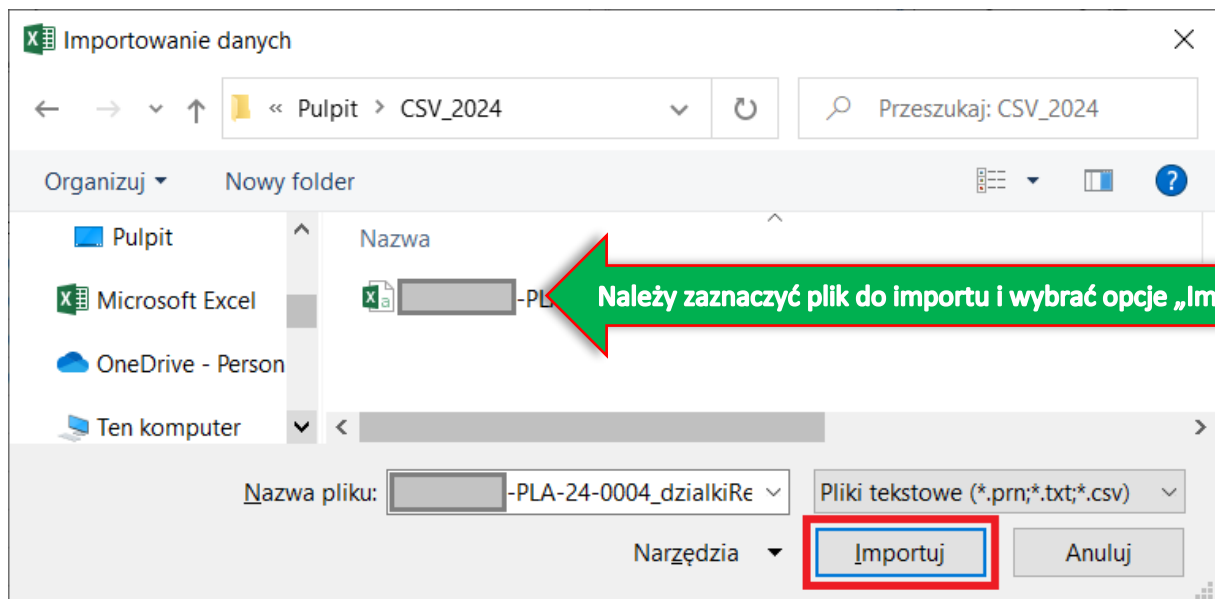 Importowanie danych
« Pulpit > CSV_2024
Przeszukaj: CSV_2024
Organizuj
Nowy folder
Pulpit
Microsoft Excel
OneDrive - Person
Ten komputer
Nazwa
-PL
Należy zaznaczyć plik do importu i wybrać opcje „Im
Nazwa pliku:
-PLA-24-0004_dzialkiRe
Pliki tekstowe (*.prn;*.txt;*.csv)
Narzędzia
Importuj
Anuluj